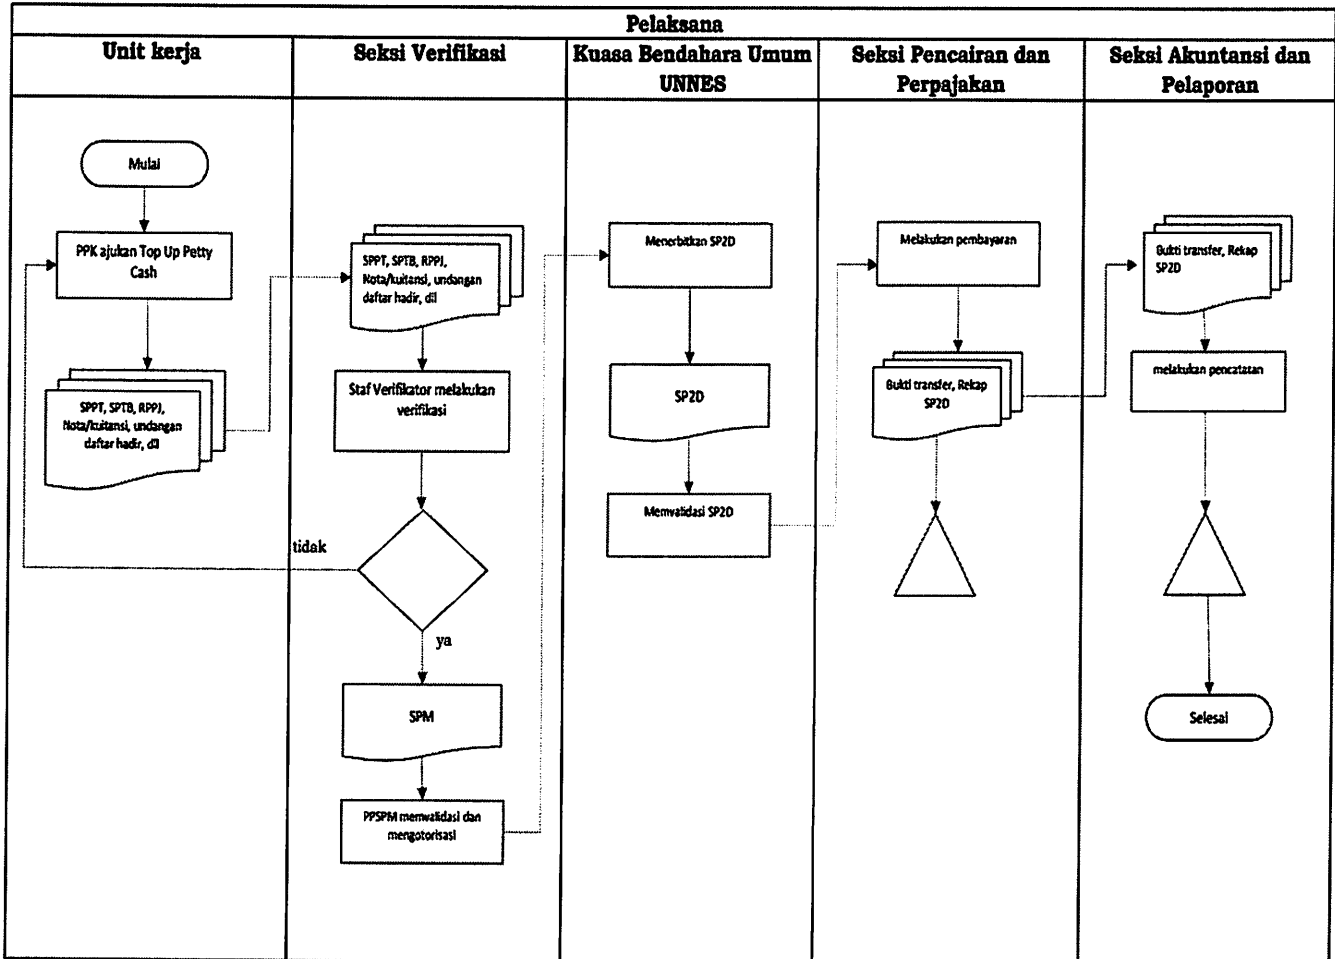 Pelaksana
Unit kerja
Seksi Verifikasi
Kuasa Bendahara Umum
UNNES
Seksi Pencairan dan
Perpajakan
Seksi Akuntansi dan
Pelaporan
Mulai
PPK ajukan Top Up Petty
Cash
SPPT, SPTB, RPPJ,
Nota/kuitansi, undangan
daftar hadir, dll
SPPT, SPTB, RPPJ,
Nota/kuitansi, undangan
daftar hadir, dll
Staf Verifikator melakukan
verifikasi
tidak
ya
SPM
PPSPM memvalidasi dan
mengotorisasi
Menerbitkan SP2D
SP2D
Memvalidasi SP2D
Melakukan pembayaran
Bukti transfer, Rekap
SP2D
Bukti transfer, Rekap
SP2D
melakukan pencatatan
Selesai